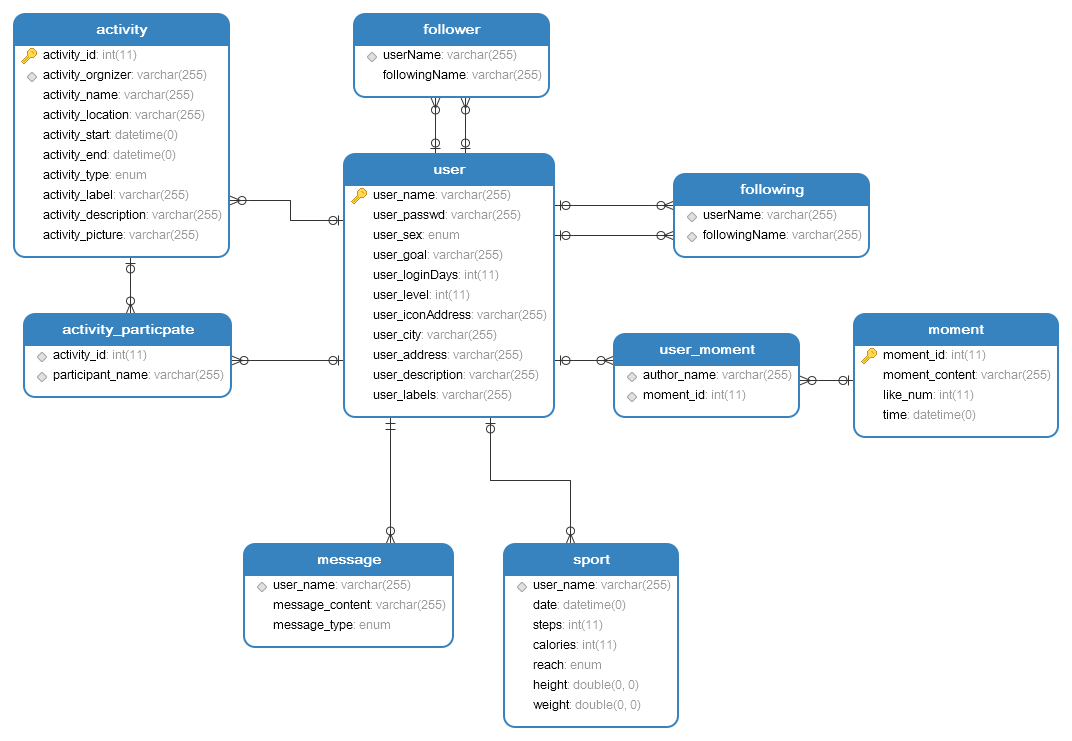 activity
activity_id: int(11)
activity_orgnizer: varchar(255)
activity_name: varchar(255)
activity_location: varchar(255)
activity_start: datetime(0)
activity_end: datetime(0)
activity_type: enum
activity_label: varchar(255)
activity_description: varchar(255)
activity_picture: varchar(255)
follower
userName: varchar(255)
followingName: varchar(255)
user
user_name: varchar(255)
user_passwd: varchar(255)
user_sex: enum
user_goal: varchar(255)
user_loginDays: int(11)
user_level: int(11)
user_iconAddress: varchar(255)
user_city: varchar(255)
user_address: varchar(255)
user_description: varchar(255)
user_labels: varchar(255)
following
userName: varchar(255)
followingName: varchar(255)
activity_particpate
activity_id: int(11)
participant_name: varchar(255)
user_moment
author_name: varchar(255)
moment_id: int(11)
moment
moment_id: int(11)
moment_content: varchar(255)
like_num: int(11)
time: datetime(0)
message
user_name: varchar(255)
message_content: varchar(255)
message_type: enum
sport
user_name: varchar(255)
date: datetime(0)
steps: int(11)
calories: int(11)
reach: enum
height: double(0, 0)
weight: double(0, 0)